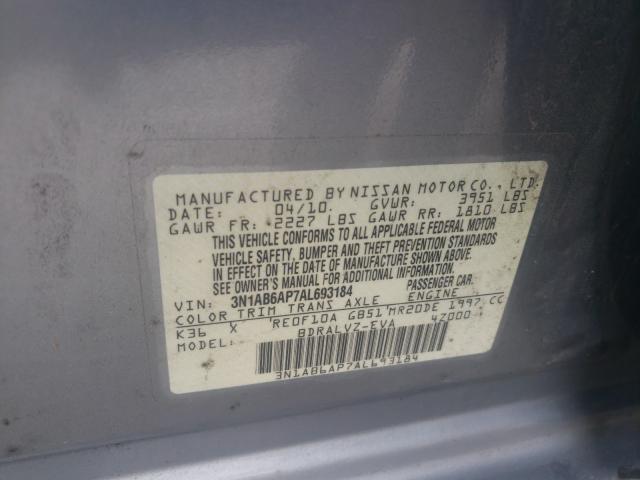 MANUFACTURED BY NISSAN MOTOR CO., LTD.
DATE: 04/10. GVWR: 3951 LBS
GAWR FR: 2227 LBS GAWR RR: 1810 LBS
THIS VEHICLE CONFORMS TO ALL APPLICABLE FEDERAL MOTOR
VEHICLE SAFETY, BUMPER AND THEFT PREVENTION STANDARDS
IN EFFECT ON THE DATE OF MANUFACTURE SHOWN ABOVE.
SEE OWNER'S MANUAL FOR ADDITIONAL INFORMATION.
VIN: 3N1AB6AP7AL693184 PASSENGER CAR
COLOR TRIM TRANS AXLE ENGINE
K36 X RE0F10A GB51 MR20DE 1997 CC
MODEL: BDRALVZ-EVA 4Z000
3N1AB6AP7AL693184